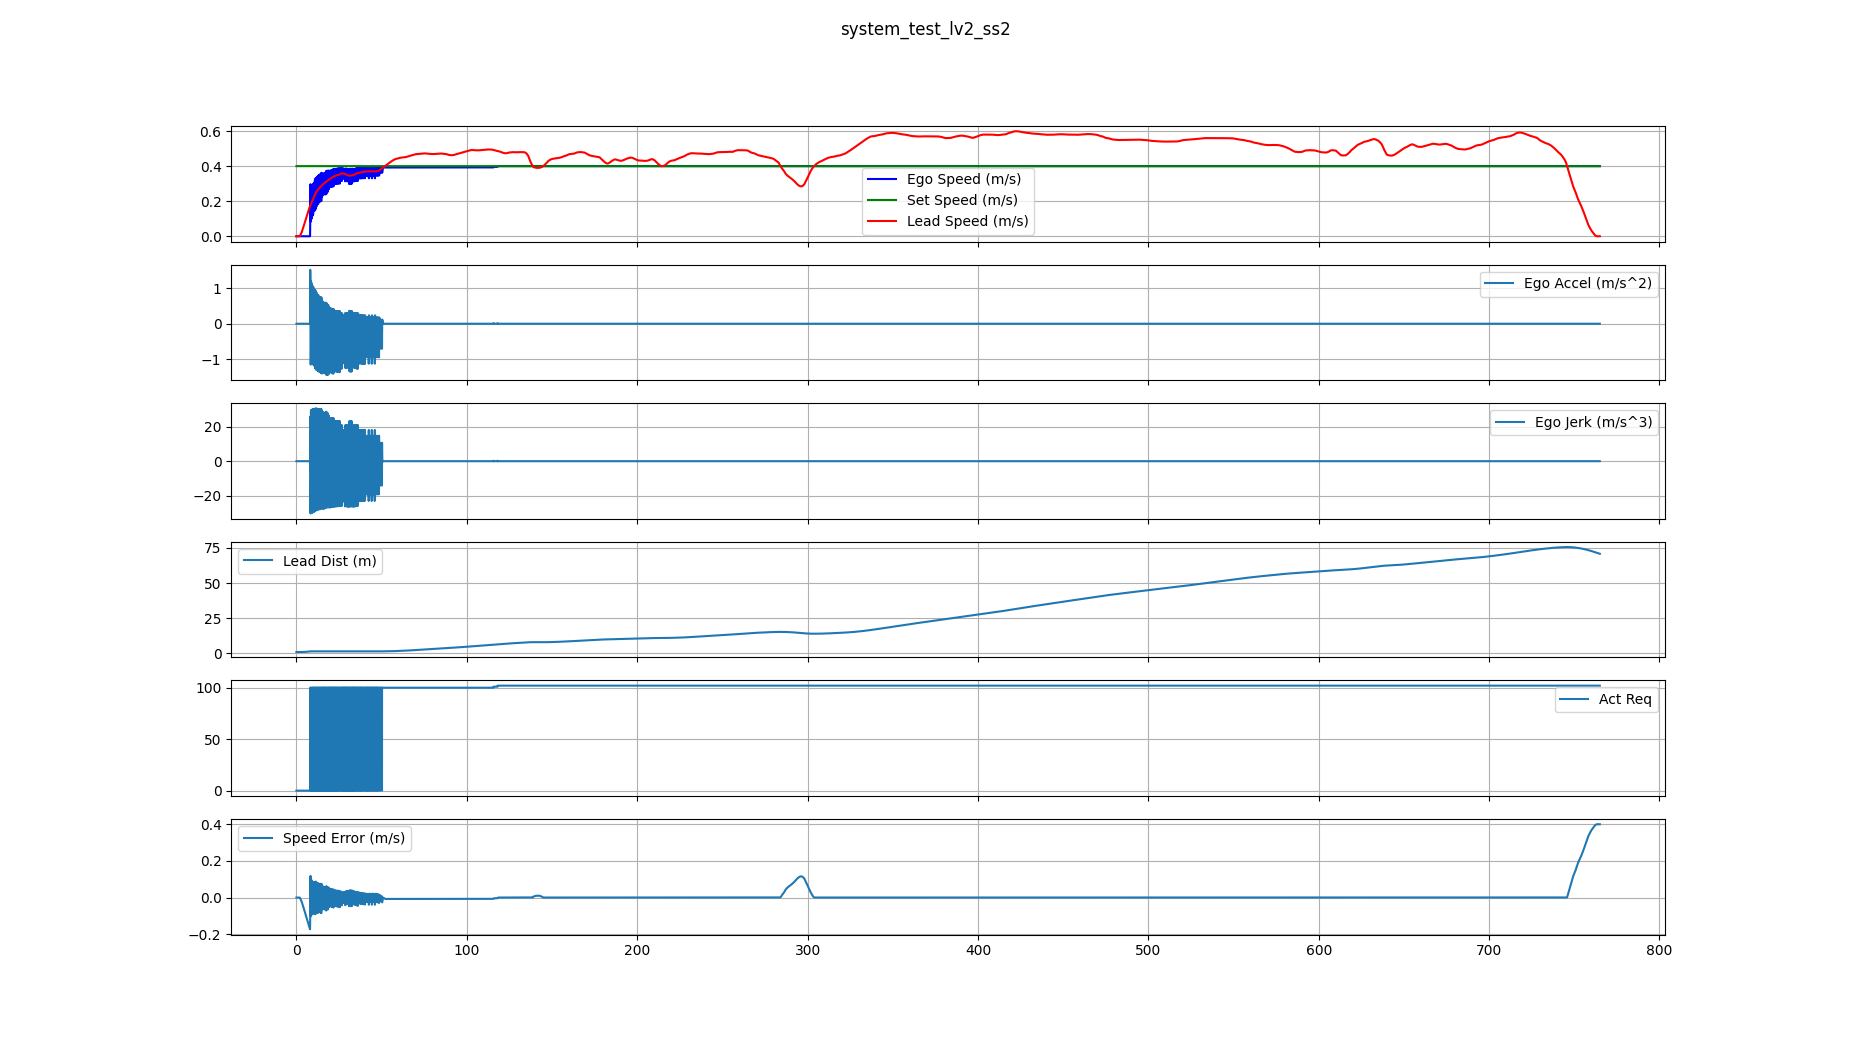 system_test_lv2_ss2
0.6
0.4
0.2
0.0
Ego Speed (m/s)
Set Speed (m/s)
Lead Speed (m/s)
1
0
−1
Ego Accel (m/s^2)
20
0
−20
Ego Jerk (m/s^3)
75
50
25
0
Lead Dist (m)
100
50
0
Act Req
0.4
0.2
0.0
−0.2
Speed Error (m/s)
0 100 200 300 400 500 600 700 800